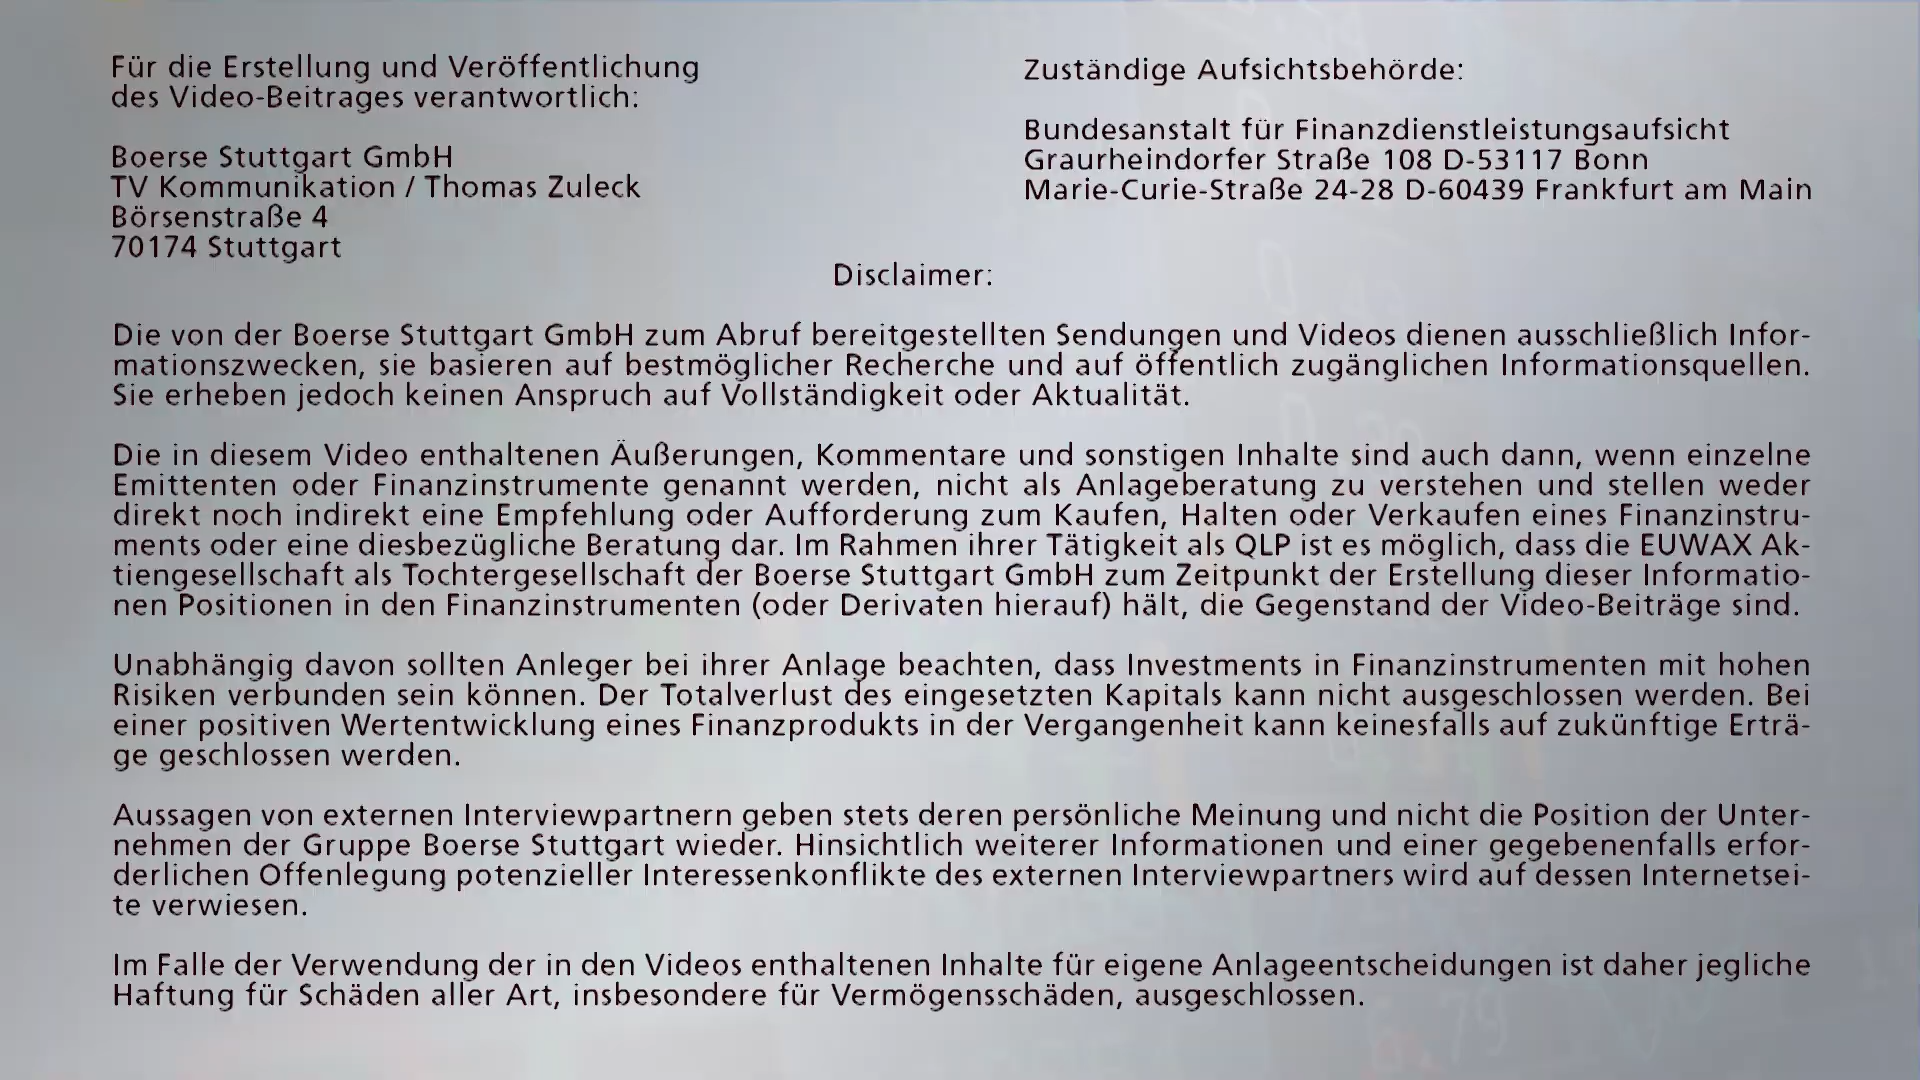 Für die Erstellung und Veröffentlichung
des Video-Beitrages verantwortlich:
Boerse Stuttgart GmbH
TV Kommunikation / Thomas Zuleck
Börsenstraße 4
70174 Stuttgart
Zuständige Aufsichtsbehörde:
Bundesanstalt für Finanzdienstleistungsaufsicht
Graurheindorfer Straße 108 D-53117 Bonn
Marie-Curie-Straße 24-28 D-60439 Frankfurt am Main
Disclaimer:
Die von der Boerse Stuttgart GmbH zum Abruf bereitgestellten Sendungen und Videos dienen ausschließlich Infor-
mationszwecken, sie basieren auf bestmöglicher Recherche und auf öffentlich zugänglichen Informationsquellen.
Sie erheben jedoch keinen Anspruch auf Vollständigkeit oder Aktualität.
Die in diesem Video enthaltenen Äußerungen, Kommentare und sonstigen Inhalte sind auch dann, wenn einzelne
Emittenten oder Finanzinstrumente genannt werden, nicht als Anlageberatung zu verstehen und stellen weder
direkt noch indirekt eine Empfehlung oder Aufforderung zum Kaufen, Halten oder Verkaufen eines Finanzinstru-
ments oder eine diesbezügliche Beratung dar. Im Rahmen ihrer Tätigkeit als QLP ist es möglich, dass die EUWAX Ak-
tiengesellschaft als Tochtergesellschaft der Boerse Stuttgart GmbH zum Zeitpunkt der Erstellung dieser Informatio-
nen Positionen in den Finanzinstrumenten (oder Derivaten hierauf) hält, die Gegenstand der Video-Beiträge sind.
Unabhängig davon sollten Anleger bei ihrer Anlage beachten, dass Investments in Finanzinstrumenten mit hohen
Risiken verbunden sein können. Der Totalverlust des eingesetzten Kapitals kann nicht ausgeschlossen werden. Bei
einer positiven Wertentwicklung eines Finanzprodukts in der Vergangenheit kann keinesfalls auf zukünftige Erträ-
ge geschlossen werden.
Aussagen von externen Interviewpartnern geben stets deren persönliche Meinung und nicht die Position der Unter-
nehmen der Gruppe Boerse Stuttgart wieder. Hinsichtlich weiterer Informationen und einer gegebenenfalls erfor-
derlichen Offenlegung potenzieller Interessenkonflikte des externen Interviewpartners wird auf dessen Internetsei-
te verwiesen.
Im Falle der Verwendung der in den Videos enthaltenen Inhalte für eigene Anlageentscheidungen ist daher jegliche
Haftung für Schäden aller Art, insbesondere für Vermögensschäden, ausgeschlossen.